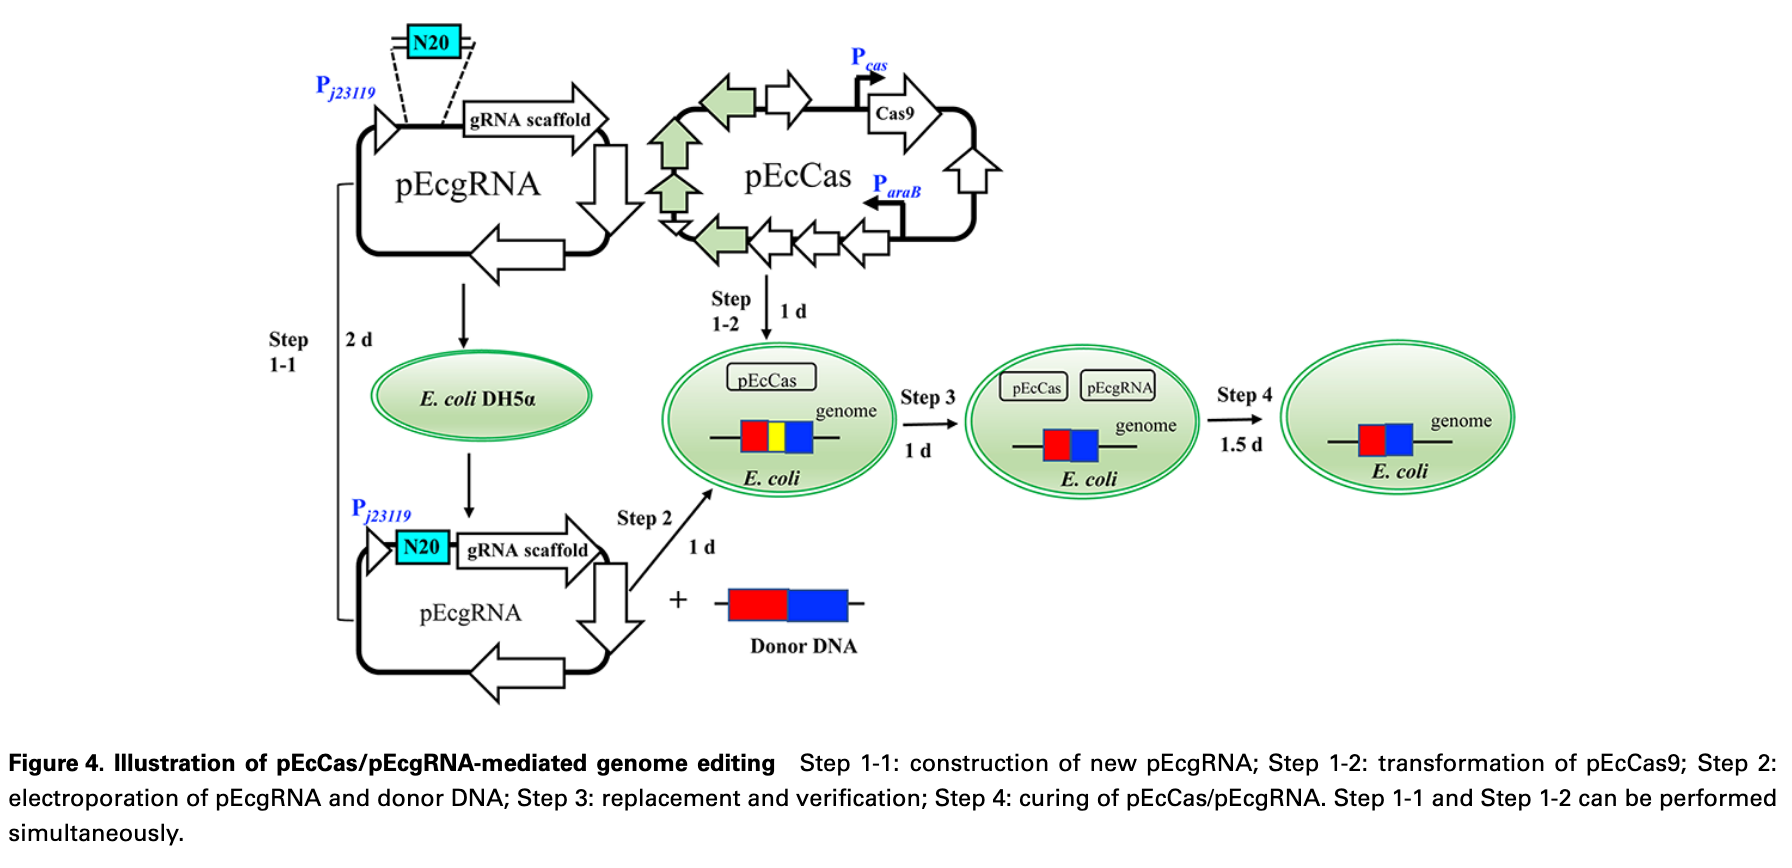 N20
P j23119
gRNA scaffold
pEcgRNA
P cas
Cas9
pEcCas
P araB
Step
1-1
2 d
Step
1-2
1 d
E. coli DH5α
pEcCas
genome
E. coli
Step 3
1 d
pEcCas
pEcgRNA
genome
E. coli
Step 4
1.5 d
genome
E. coli
P j23119
N20
gRNA scaffold
pEcgRNA
Step 2
1 d
+
Donor DNA
Figure 4. Illustration of pEcCas/pEcgRNA-mediated genome editing Step 1-1: construction of new pEcgRNA; Step 1-2: transformation of pEcCas9; Step 2:
electroporation of pEcgRNA and donor DNA; Step 3: replacement and verification; Step 4: curing of pEcCas/pEcgRNA. Step 1-1 and Step 1-2 can be performed
simultaneously.